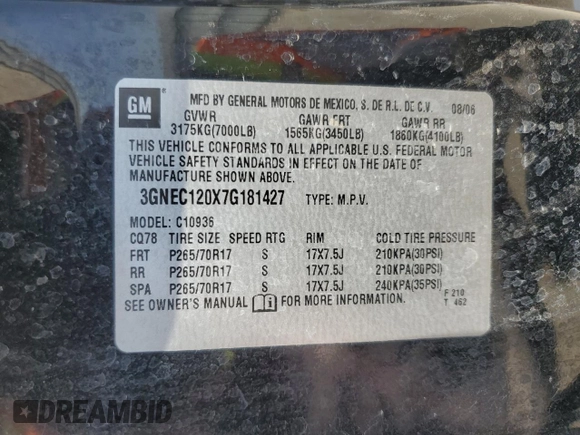 GM
MFD BY GENERAL MOTORS DE MEXICO, S. DE R.L. DE C.V. 08/06
GVWR GAWR FRT GAWR RR
3175KG(7000LB) 1565KG(3450LB) 1860KG(4100LB)
THIS VEHICLE CONFORMS TO ALL APPLICABLE U.S. FEDERAL MOTOR
VEHICLE SAFETY STANDARDS IN EFFECT ON THE DATE OF
MANUFACTURE SHOWN ABOVE.
3GNEC120X7G181427 TYPE: M.P.V.
MODEL: C10936
CQ78 TIRE SIZE SPEED RTG RIM COLD TIRE PRESSURE
FRT P265/70R17 S 17X7.5J 210KPA(30PSI)
RR P265/70R17 S 17X7.5J 210KPA(30PSI)
SPA P265/70R17 S 17X7.5J 240KPA(35PSI)
SEE OWNER'S MANUAL i FOR MORE INFORMATION.
F 210
T 462
DREAMBID